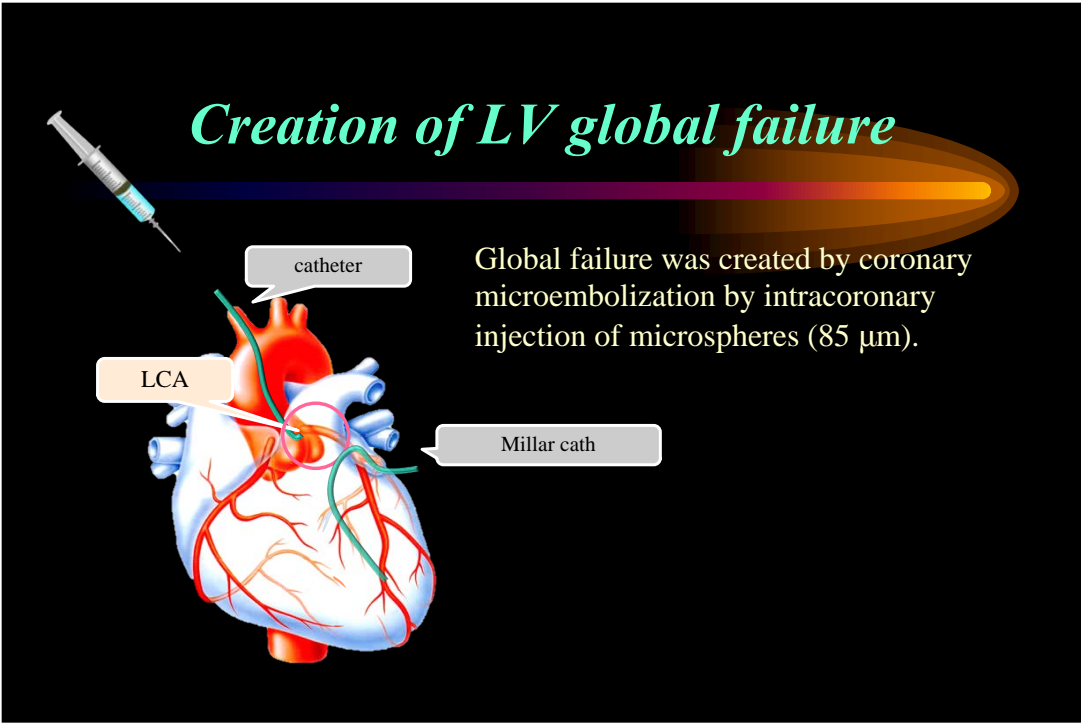 Creation of LV global failure
catheter
Global failure was created by coronary
microembolization by intracoronary
injection of microspheres (85 μm).
LCA
Millar cath